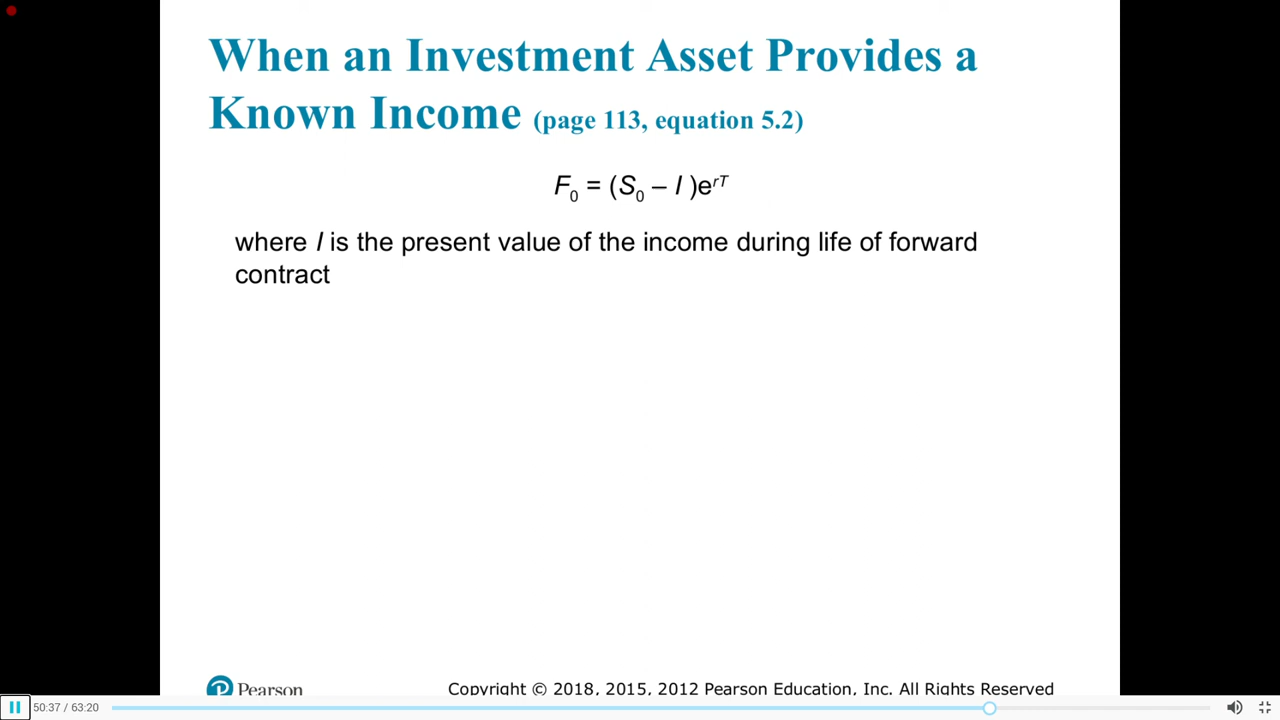 When an Investment Asset Provides a
Known Income (page 113, equation 5.2)
F₀ = (S₀ – I )eʳᵀ
where I is the present value of the income during life of forward
contract
Pearson
Copyright © 2018, 2015, 2012 Pearson Education, Inc. All Rights Reserved
50:37 / 63:20